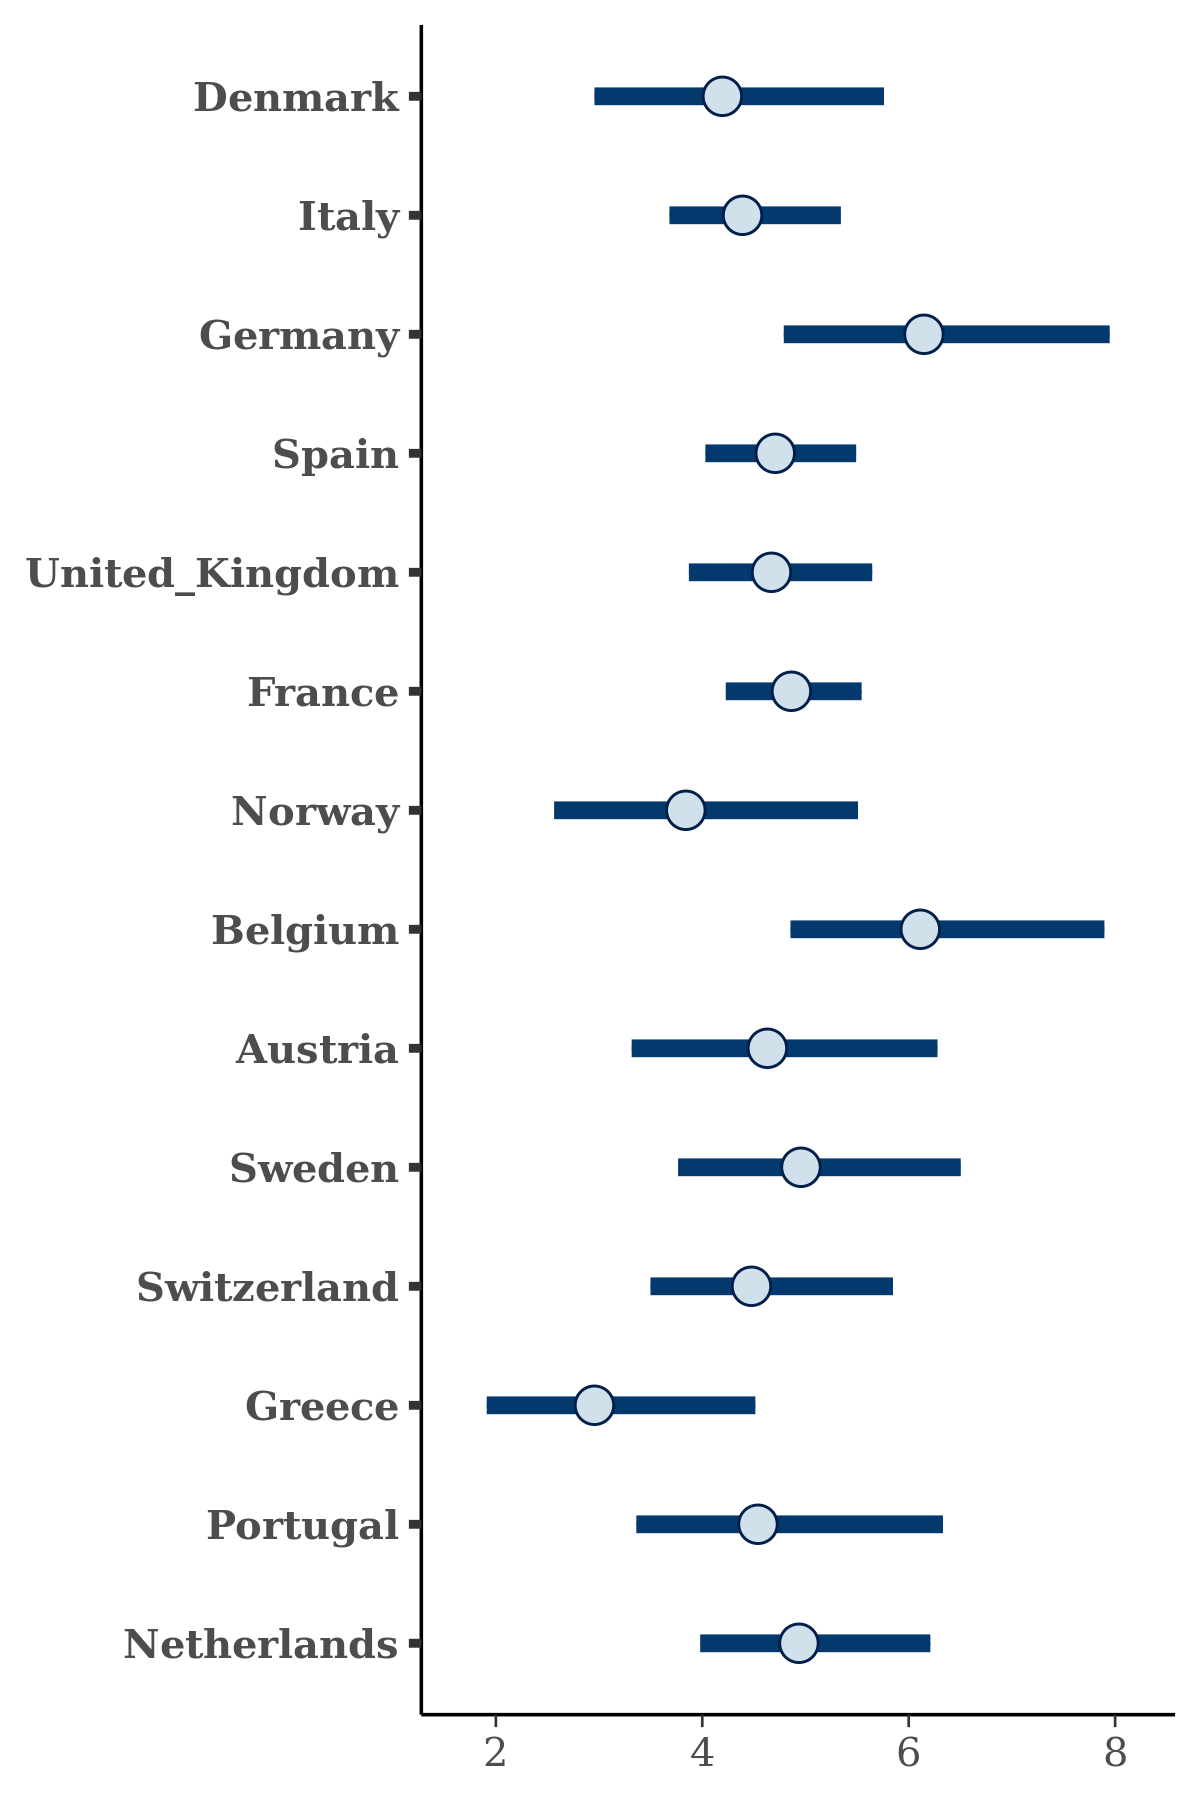 Denmark
Italy
Germany
Spain
United_Kingdom
France
Norway
Belgium
Austria
Sweden
Switzerland
Greece
Portugal
Netherlands
2 4 6 8